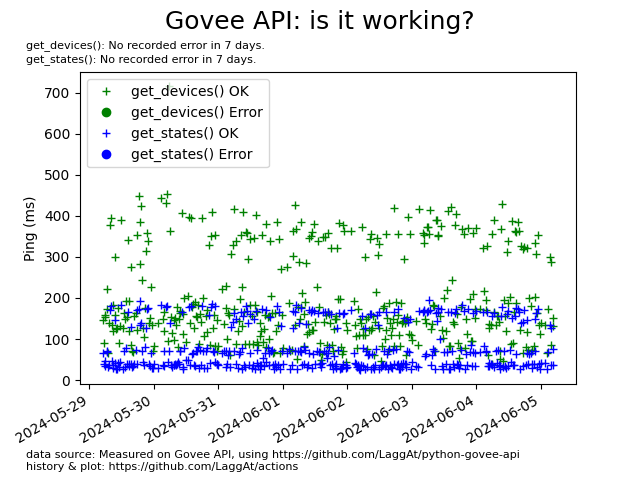 Govee API: is it working?
get_devices(): No recorded error in 7 days.
get_states(): No recorded error in 7 days.
get_devices() OK
get_devices() Error
get_states() OK
get_states() Error
Ping (ms)
700
600
500
400
300
200
100
0
2024-05-29
2024-05-30
2024-05-31
2024-06-01
2024-06-02
2024-06-03
2024-06-04
2024-06-05
data source: Measured on Govee API, using https://github.com/LaggAt/python-govee-api
history & plot: https://github.com/LaggAt/actions